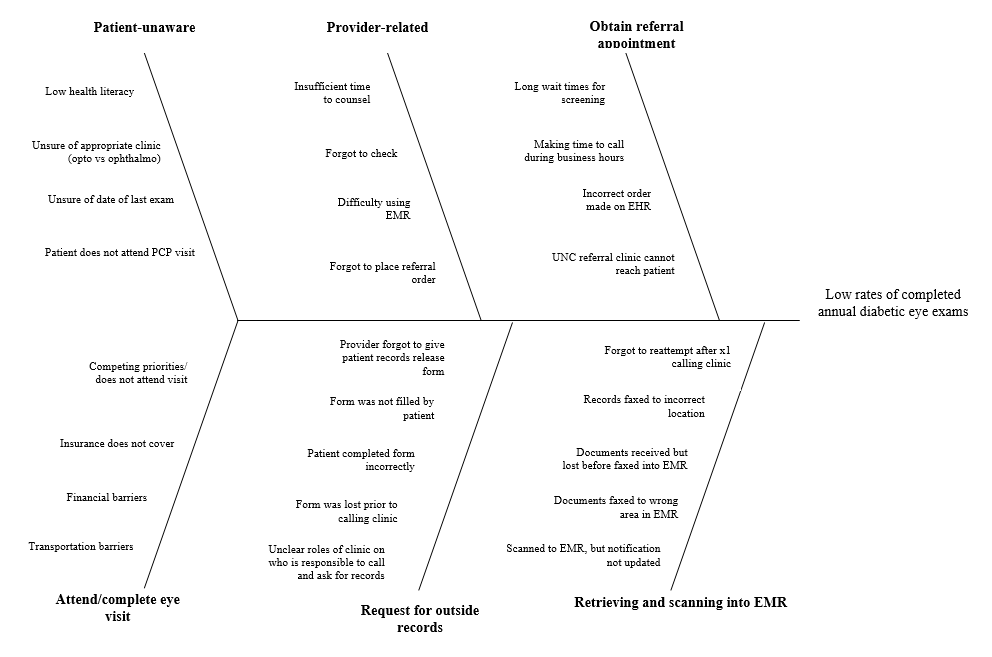 Patient-unaware
Low health literacy
Unsure of appropriate clinic
(opto vs ophthalmo)
Unsure of date of last exam
Patient does not attend PCP visit
Provider-related
Insufficient time
to counsel
Forgot to check
Difficulty using
EMR
Forgot to place referral
order
Obtain referral
appointment
Long wait times for
screening
Making time to call
during business hours
Incorrect order
made on EHR
UNC referral clinic cannot
reach patient
Low rates of completed
annual diabetic eye exams
Competing priorities/
does not attend visit
Insurance does not cover
Financial barriers
Transportation barriers
Attend/complete eye
visit
Provider forgot to give
patient records release
form
Form was not filled by
patient
Patient completed form
incorrectly
Form was lost prior to
calling clinic
Unclear roles of clinic on
who is responsible to call
and ask for records
Request for outside
records
Forgot to reattempt after x1
calling clinic
Records faxed to incorrect
location
Documents received but
lost before faxed into EMR
Documents faxed to wrong
area in EMR
Scanned to EMR, but notification
not updated
Retrieving and scanning into EMR